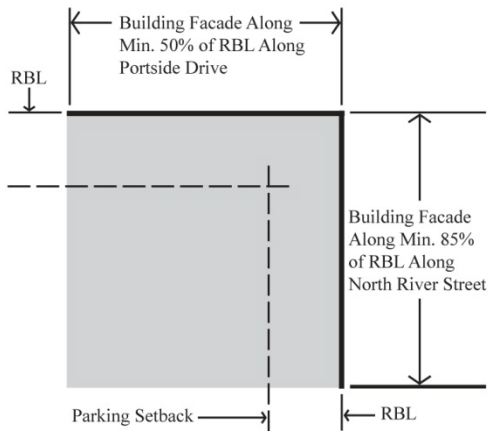 Building Facade Along
Min. 50% of RBL Along
Portside Drive
RBL
Building Facade
Along Min. 85%
of RBL Along
North River Street
Parking Setback
RBL